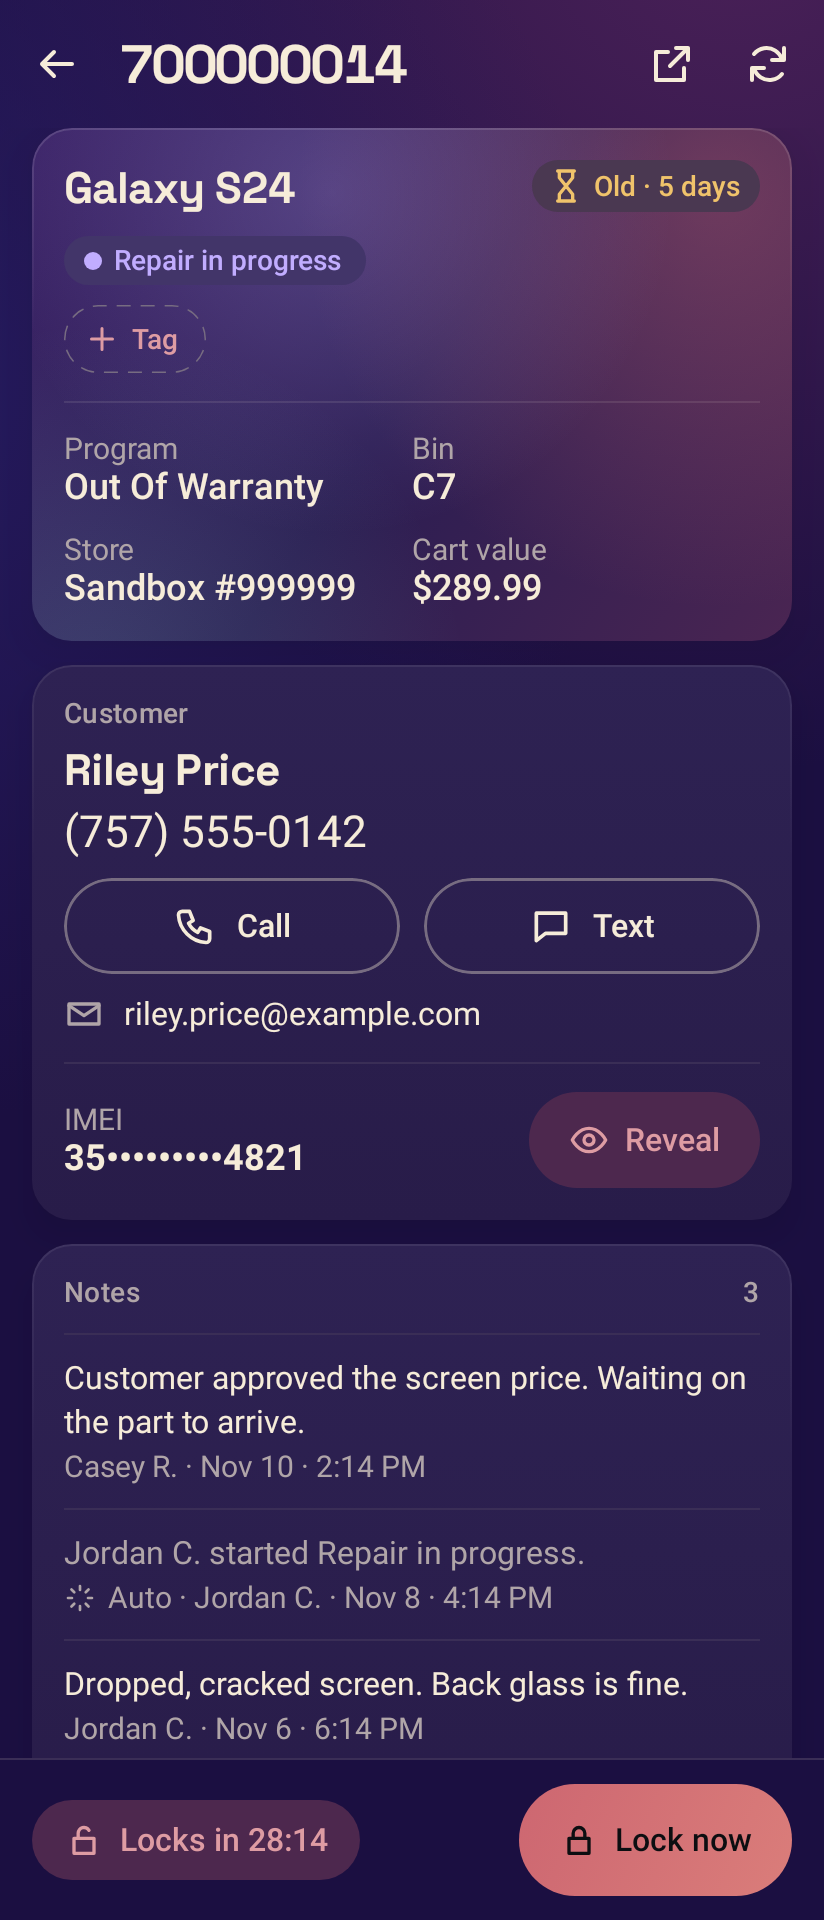 700000014
Galaxy S24
Old · 5 days
Repair in progress
Tag
Program
Bin
Out Of Warranty
C7
Store
Cart value
Sandbox #999999
$289.99
Customer
Riley Price
(757) 555-0142
Call
Text
riley.price@example.com
IMEI
35•••••••••4821
Reveal
Notes
3
Customer approved the screen price. Waiting on
the part to arrive.
Casey R. · Nov 10 · 2:14 PM
Jordan C. started Repair in progress.
Auto · Jordan C. · Nov 8 · 4:14 PM
Dropped, cracked screen. Back glass is fine.
Jordan C. · Nov 6 · 6:14 PM
Locks in 28:14
Lock now